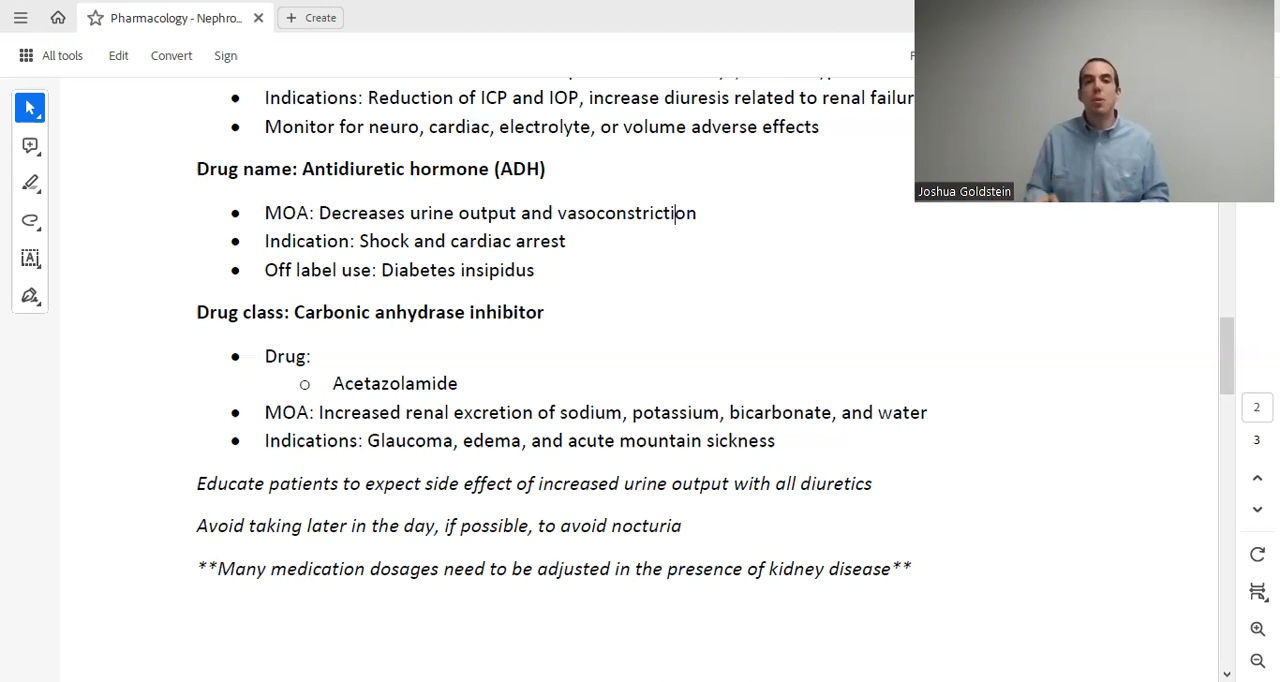 Pharmacology - Nephro...
Create
All tools
Edit
Convert
Sign
Indications: Reduction of ICP and IOP, increase diuresis related to renal
Monitor for neuro, cardiac, electrolyte, or volume adverse effects
Drug name: Antidiuretic hormone (ADH)
MOA: Decreases urine output and vasoconstriction
Indication: Shock and cardiac arrest
Off label use: Diabetes insipidus
Drug class: Carbonic anhydrase inhibitor
Drug:
Acetazolamide
MOA: Increased renal excretion of sodium, potassium, bicarbonate, and water
Indications: Glaucoma, edema, and acute mountain sickness
Educate patients to expect side effect of increased urine output with all diuretics
Avoid taking later in the day, if possible, to avoid nocturia
**Many medication dosages need to be adjusted in the presence of kidney disease**
Joshua Goldstein
2
3